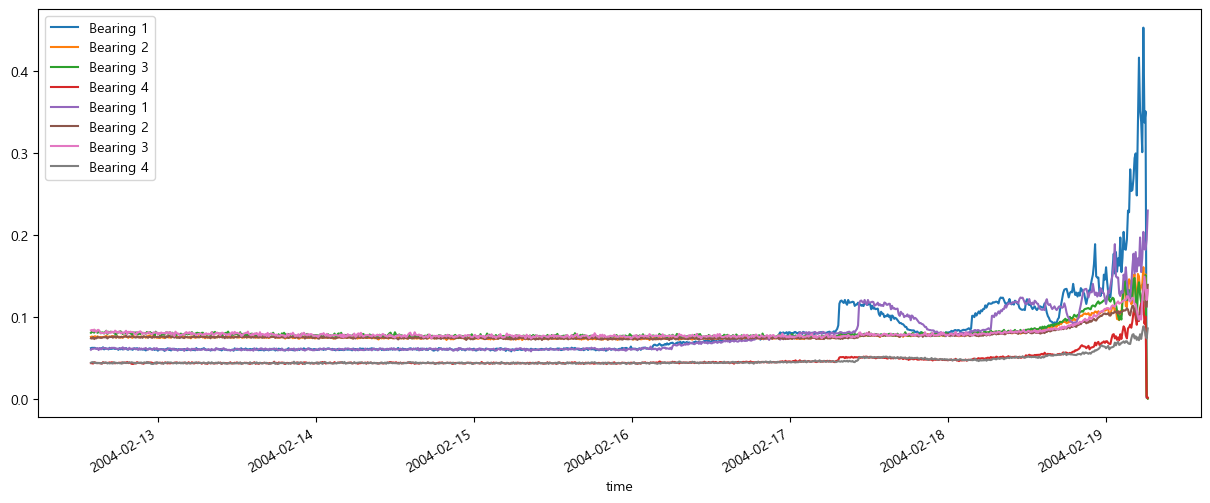 Bearing 1
Bearing 2
Bearing 3
Bearing 4
Bearing 1
Bearing 2
Bearing 3
Bearing 4
0.4
0.3
0.2
0.1
0.0
2004-02-13
2004-02-14
2004-02-15
2004-02-16
2004-02-17
2004-02-18
2004-02-19
time